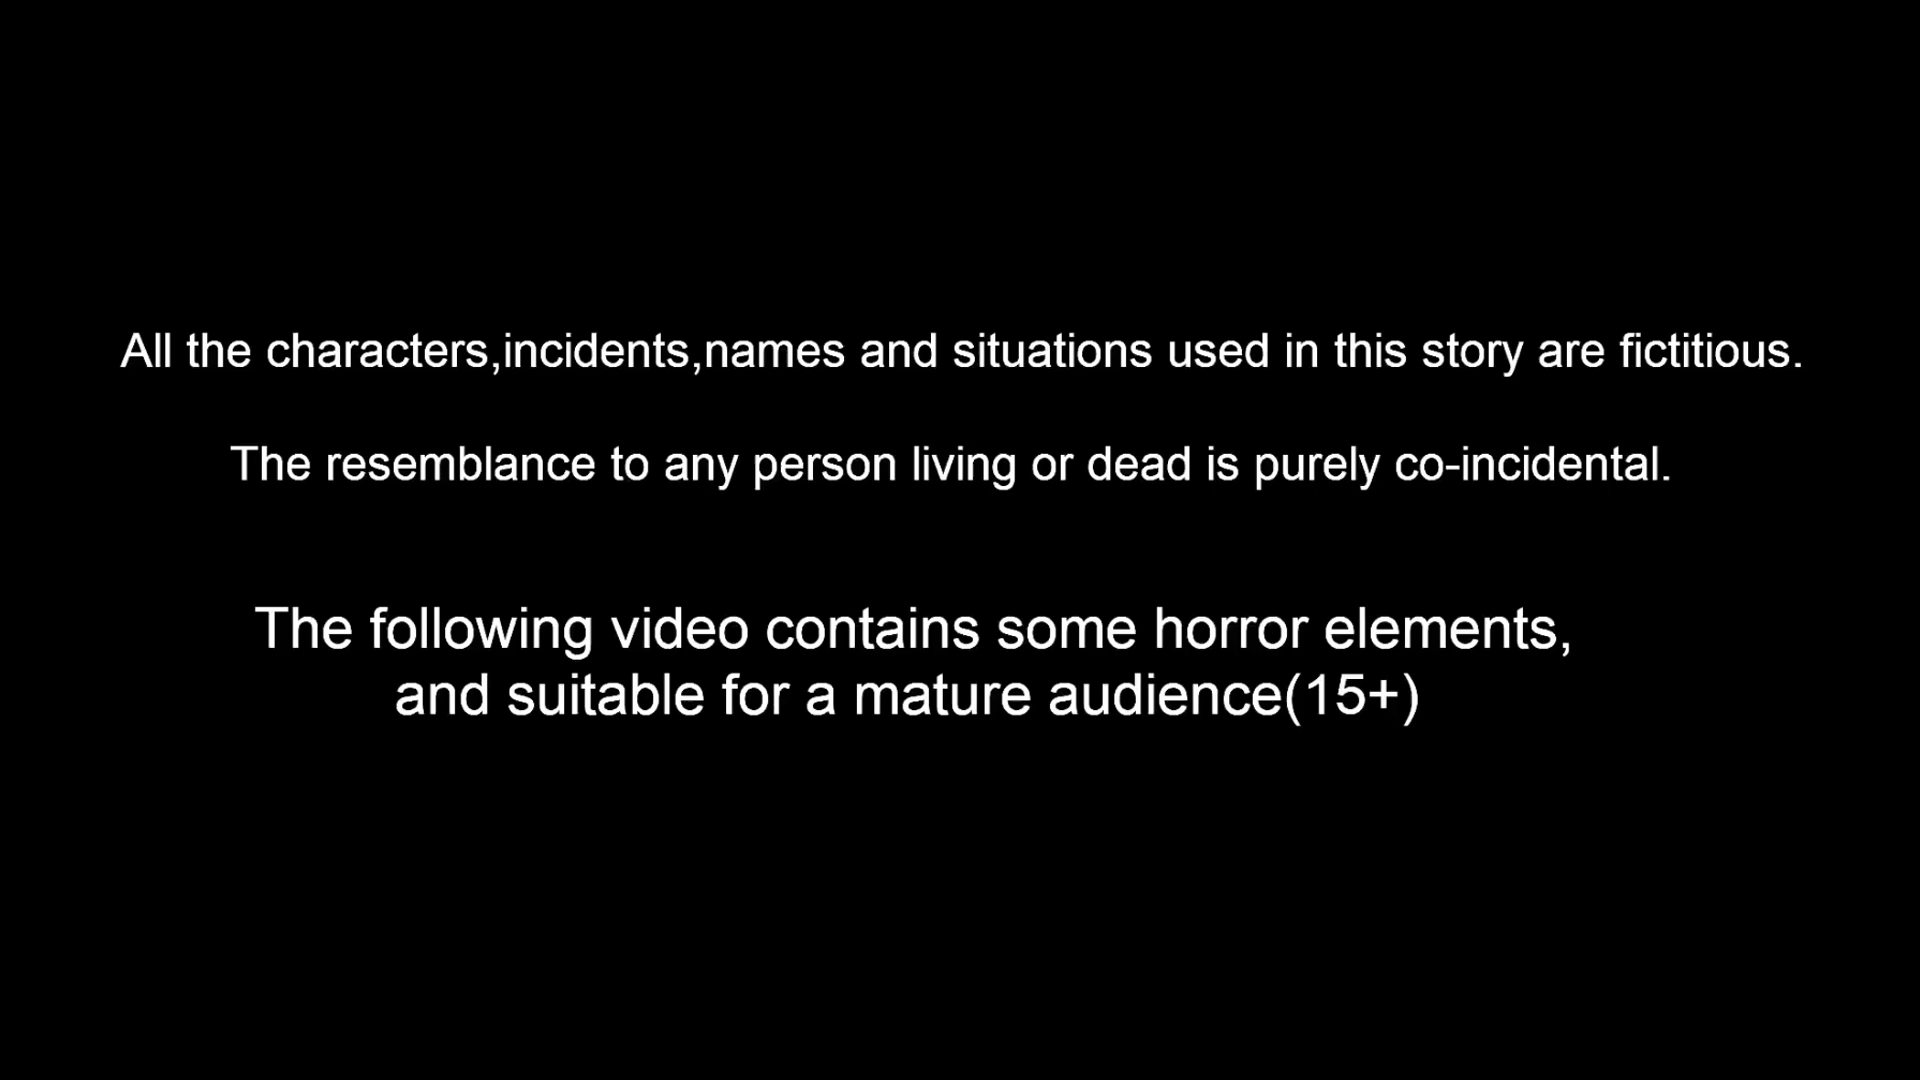 All the characters,incidents,names and situations used in this story are fictitious.
The resemblance to any person living or dead is purely co-incidental.
The following video contains some horror elements,
and suitable for a mature audience(15+)